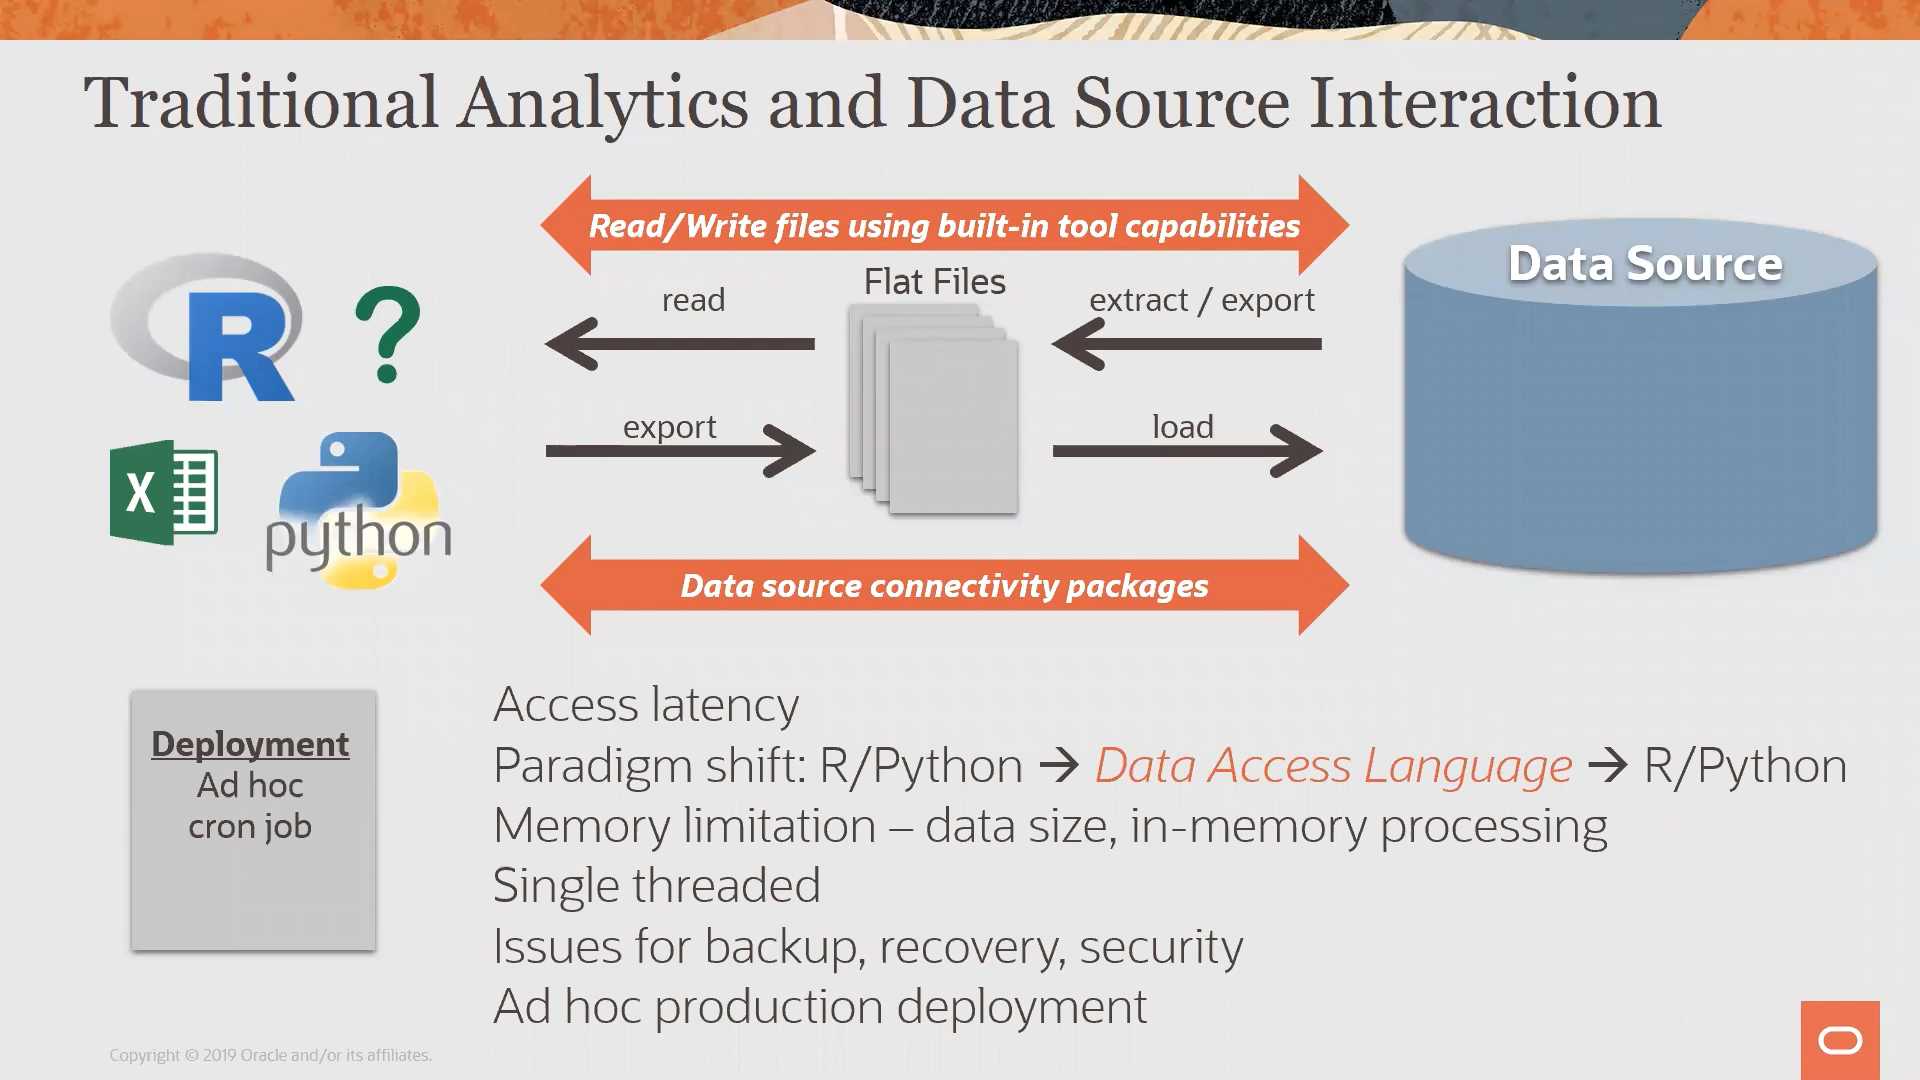 Traditional Analytics and Data Source Interaction
Read/Write files using built-in tool capabilities
Data Source
Flat Files
read
extract / export
R
?
export
load
X
python
Data source connectivity packages
Deployment
Ad hoc
cron job
Access latency
Paradigm shift: R/Python → Data Access Language → R/Python
Memory limitation – data size, in-memory processing
Single threaded
Issues for backup, recovery, security
Ad hoc production deployment
Copyright © 2019 Oracle and/or its affiliates.